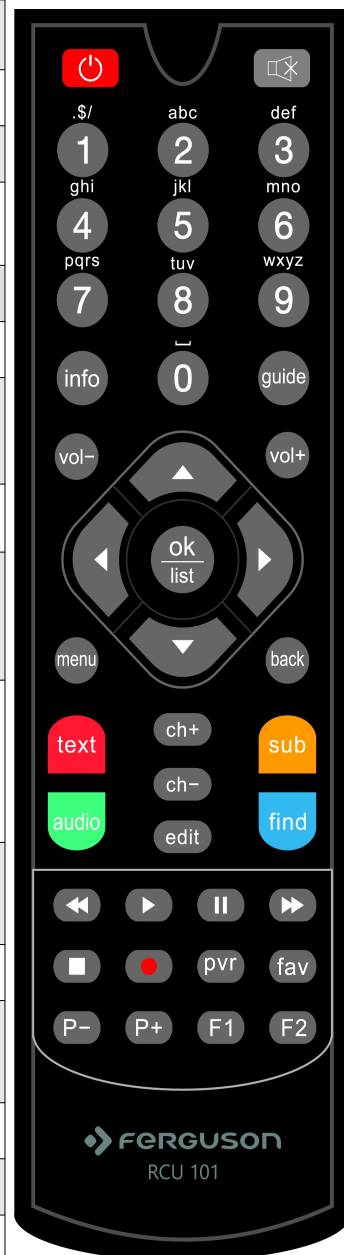 .$/ abc def
1 2 3
ghi jkl mno
4 5 6
pqrs tuv wxyz
7 8 9
info 0 guide
vol- vol+
ok
list
menu back
text ch+ sub
ch-
audio edit find
pvr fav
P- P+ F1 F2
FERGUSON
RCU 101